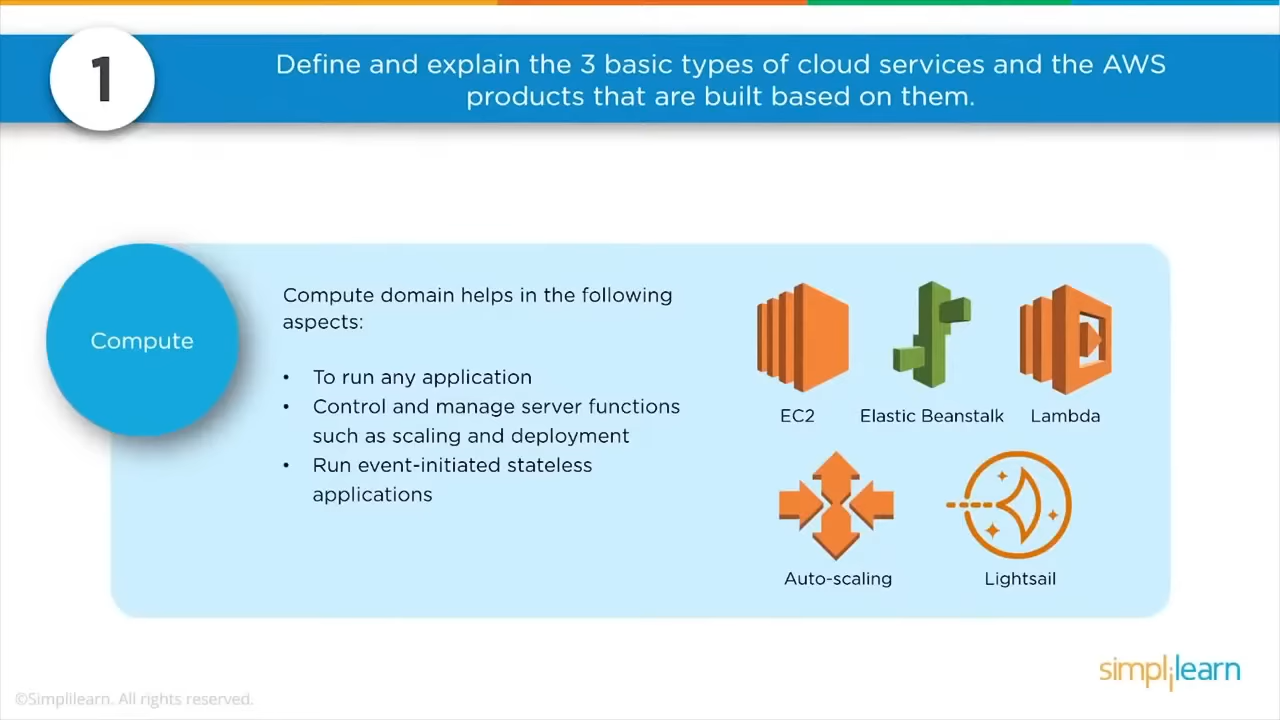 1
Define and explain the 3 basic types of cloud services and the AWS
products that are built based on them.
Compute
Compute domain helps in the following
aspects:
• To run any application
• Control and manage server functions
such as scaling and deployment
• Run event-initiated stateless
applications
EC2
Elastic Beanstalk
Lambda
Auto-scaling
Lightsail
simplilearn
©Simplilearn. All rights reserved.